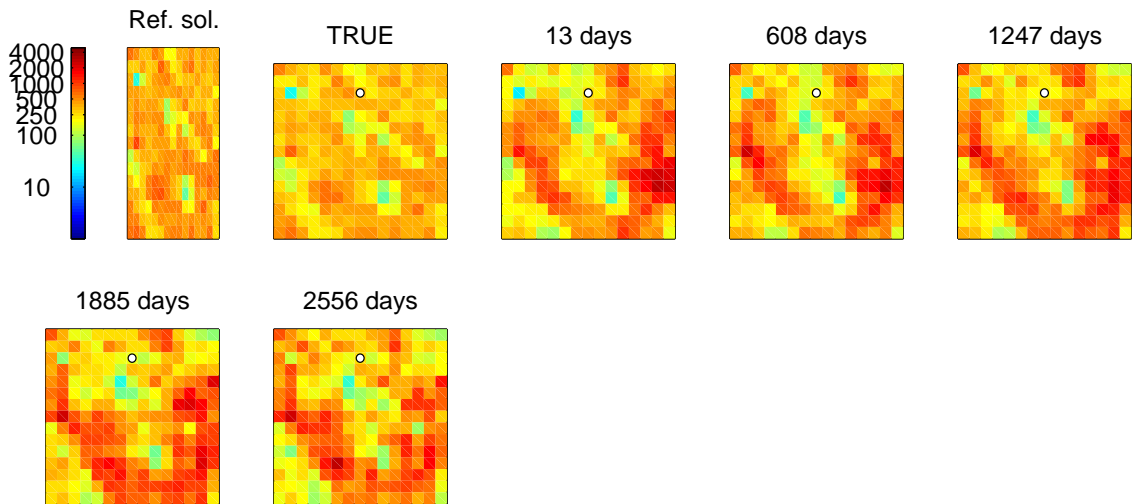 Ref. sol.
TRUE
13 days
608 days
1247 days
4000
2000
1000
500
250
100
10
1885 days
2556 days